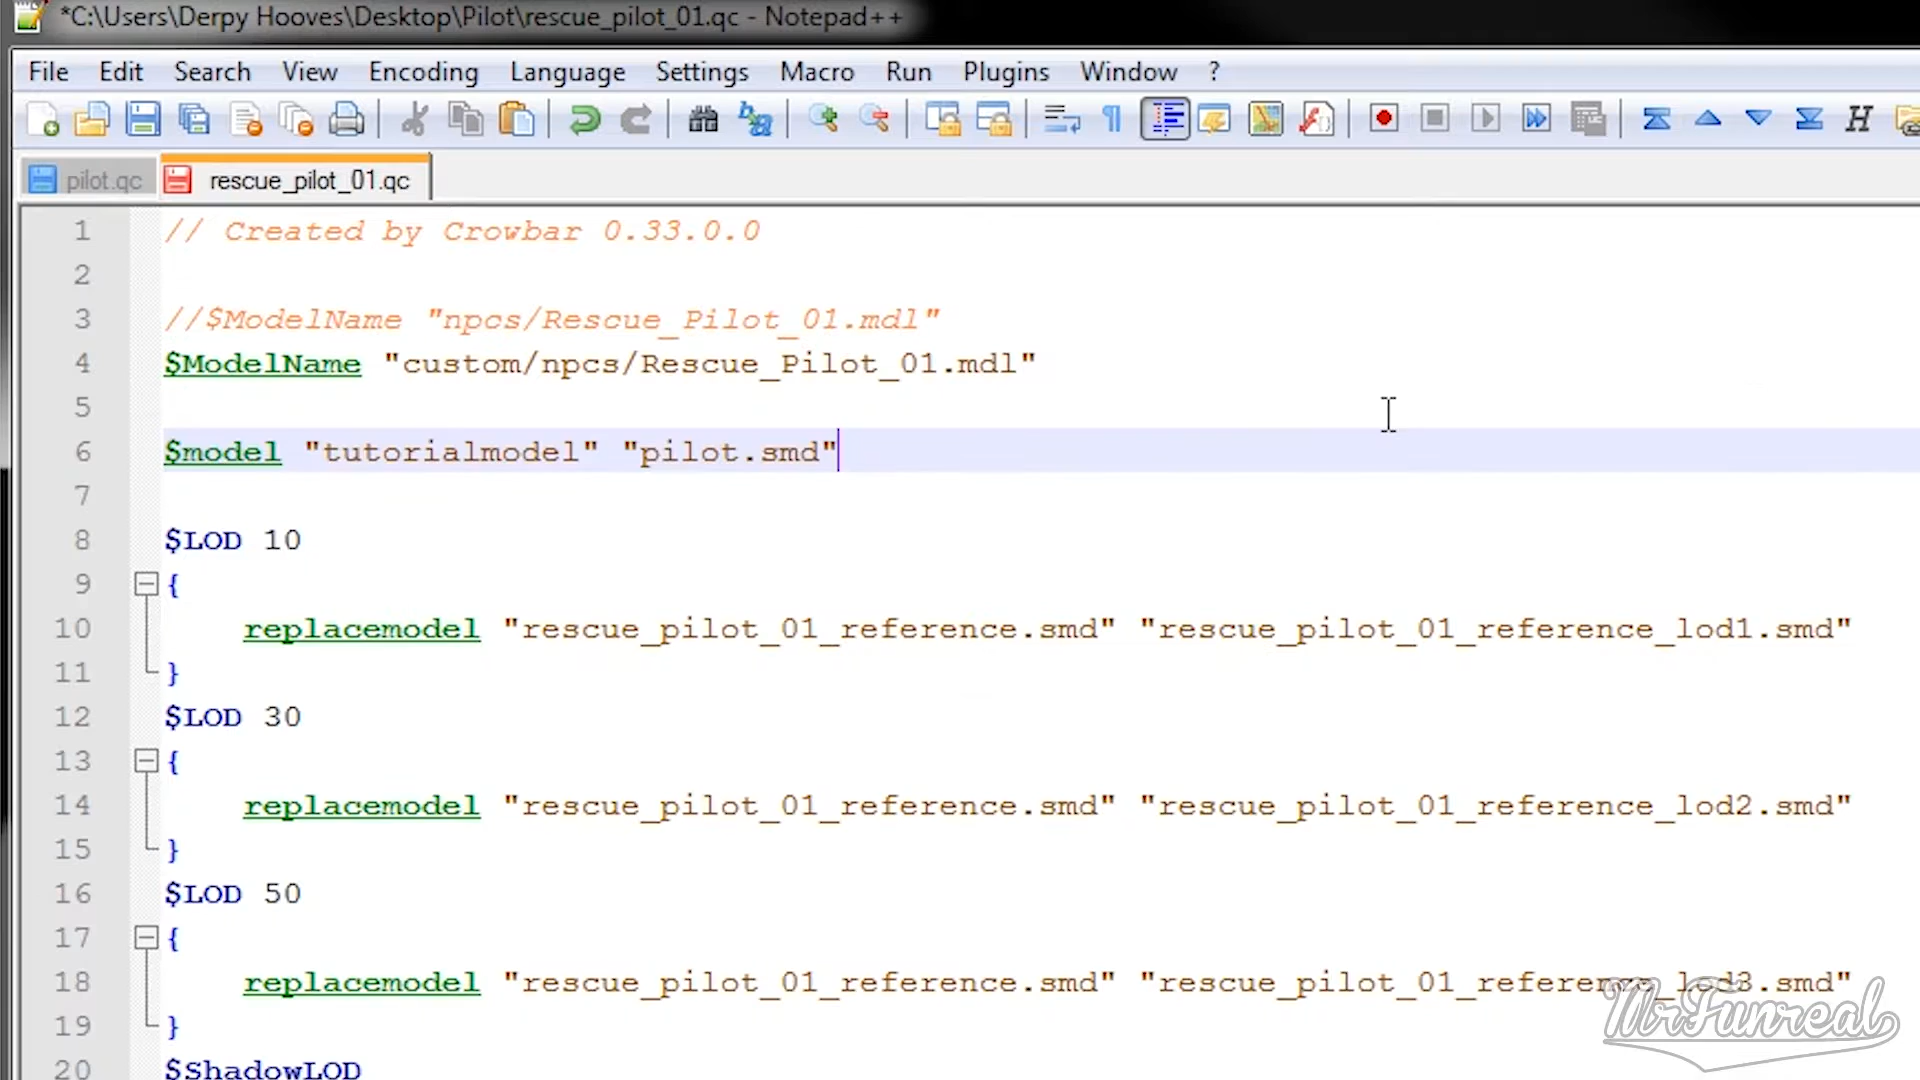 *C:\Users\Derpy Hooves\Desktop\Pilot\rescue_pilot_01.qc - Notepad++
File Edit Search View Encoding Language Settings Macro Run Plugins Window ?
pilot.qc rescue_pilot_01.qc
1 // Created by Crowbar 0.33.0.0
2
3 //$ModelName "npcs/Rescue_Pilot_01.mdl"
4 $ModelName "custom/npcs/Rescue_Pilot_01.mdl"
5
6 $model "tutorialmodel" "pilot.smd"
7
8 $LOD 10
9 {
10 replacemodel "rescue_pilot_01_reference.smd" "rescue_pilot_01_reference_lod1.smd"
11 }
12 $LOD 30
13 {
14 replacemodel "rescue_pilot_01_reference.smd" "rescue_pilot_01_reference_lod2.smd"
15 }
16 $LOD 50
17 {
18 replacemodel "rescue_pilot_01_reference.smd" "rescue_pilot_01_reference_lod3.smd"
19 }
20 $ShadowLOD
MrFunreal